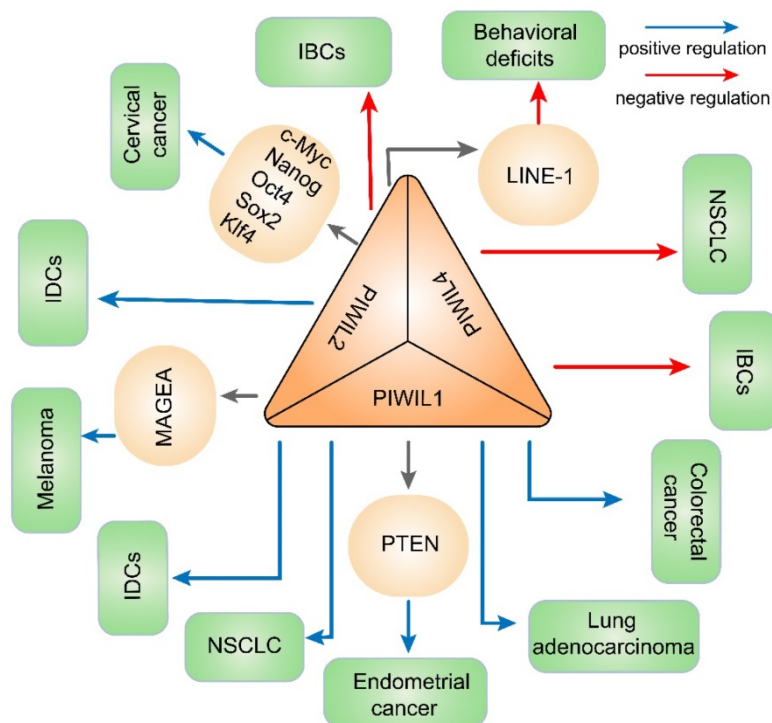 IBCs
Behavioral
deficits
positive regulation
negative regulation
Cervical
cancer
c-Myc
Nanog
Oct4
Sox2
Klf4
LINE-1
NSCLC
IDCs
PIWIL2
PIWIL4
PIWIL1
IBCs
MAGEA
Melanoma
Colorectal
cancer
IDCs
PTEN
NSCLC
Lung
adenocarcinoma
Endometrial
cancer